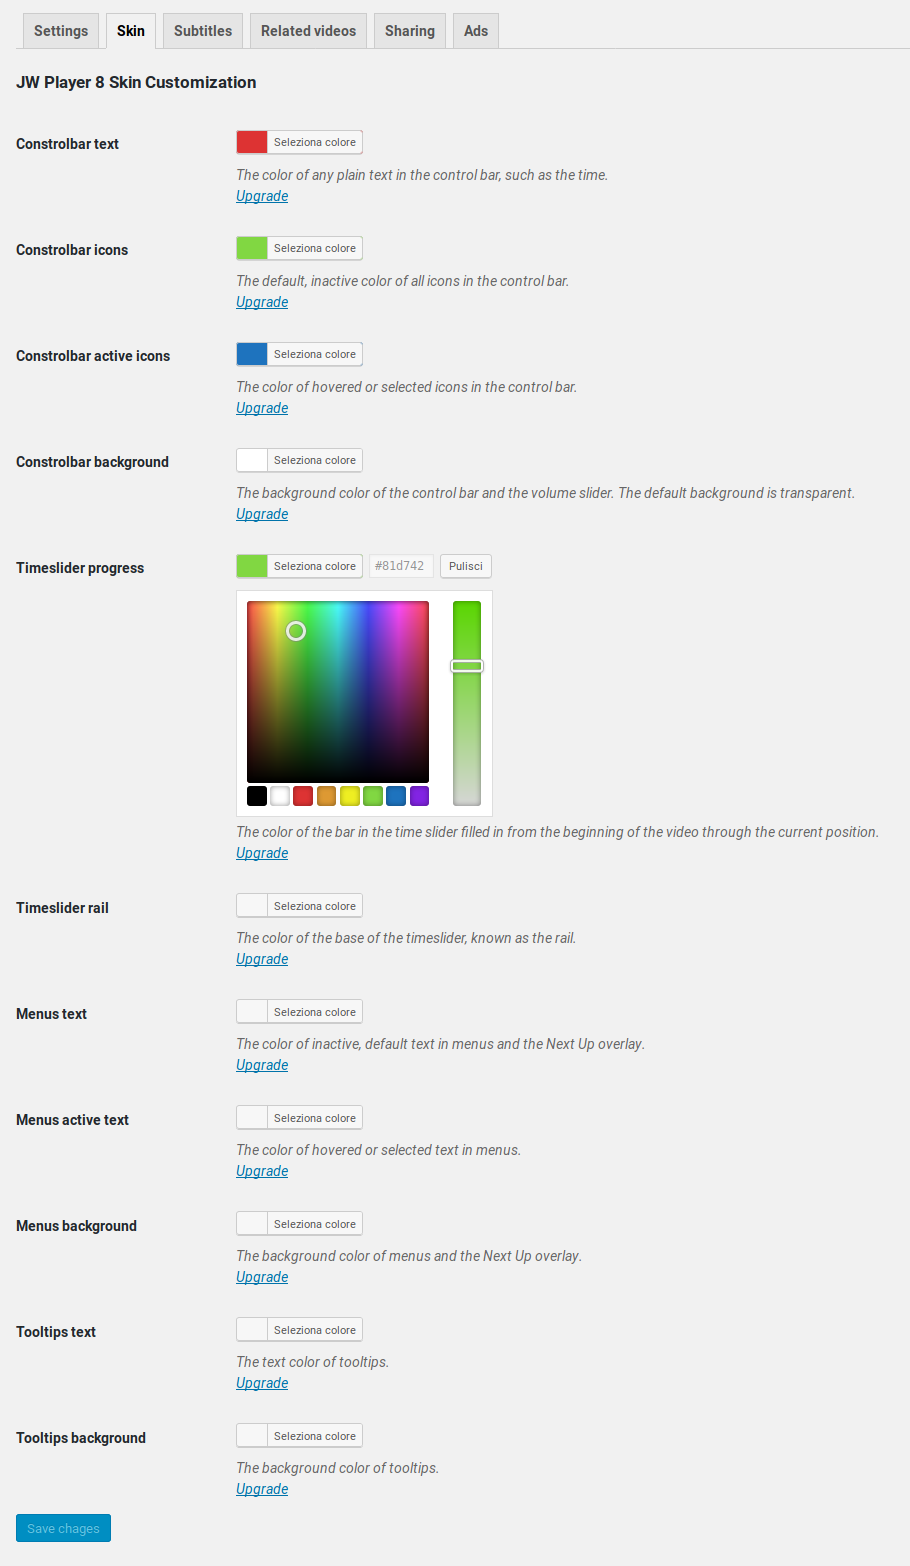 Settings Skin Subtitles Related videos Sharing Ads
JW Player 8 Skin Customization
Constrolbar text Seleziona colore
The color of any plain text in the control bar, such as the time.
Upgrade
Constrolbar icons Seleziona colore
The default, inactive color of all icons in the control bar.
Upgrade
Constrolbar active icons Seleziona colore
The color of hovered or selected icons in the control bar.
Upgrade
Constrolbar background Seleziona colore
The background color of the control bar and the volume slider. The default background is transparent.
Upgrade
Timeslider progress Seleziona colore #81d742 Pulisci
The color of the bar in the time slider filled in from the beginning of the video through the current position.
Upgrade
Timeslider rail Seleziona colore
The color of the base of the timeslider, known as the rail.
Upgrade
Menus text Seleziona colore
The color of inactive, default text in menus and the Next Up overlay.
Upgrade
Menus active text Seleziona colore
The color of hovered or selected text in menus.
Upgrade
Menus background Seleziona colore
The background color of menus and the Next Up overlay.
Upgrade
Tooltips text Seleziona colore
The text color of tooltips.
Upgrade
Tooltips background Seleziona colore
The background color of tooltips.
Upgrade
Save chages